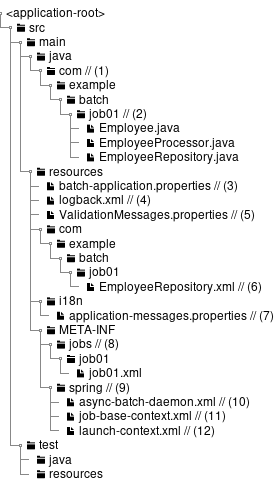 <application-root>
src
main
java
com // (1)
example
batch
job01 // (2)
Employee.java
EmployeeProcessor.java
EmployeeRepository.java
resources
batch-application.properties // (3)
logback.xml // (4)
ValidationMessages.properties // (5)
com
example
batch
job01
EmployeeRepository.xml // (6)
i18n
application-messages.properties // (7)
META-INF
jobs // (8)
job01
job01.xml
spring // (9)
async-batch-daemon.xml // (10)
job-base-context.xml // (11)
launch-context.xml // (12)
test
java
resources